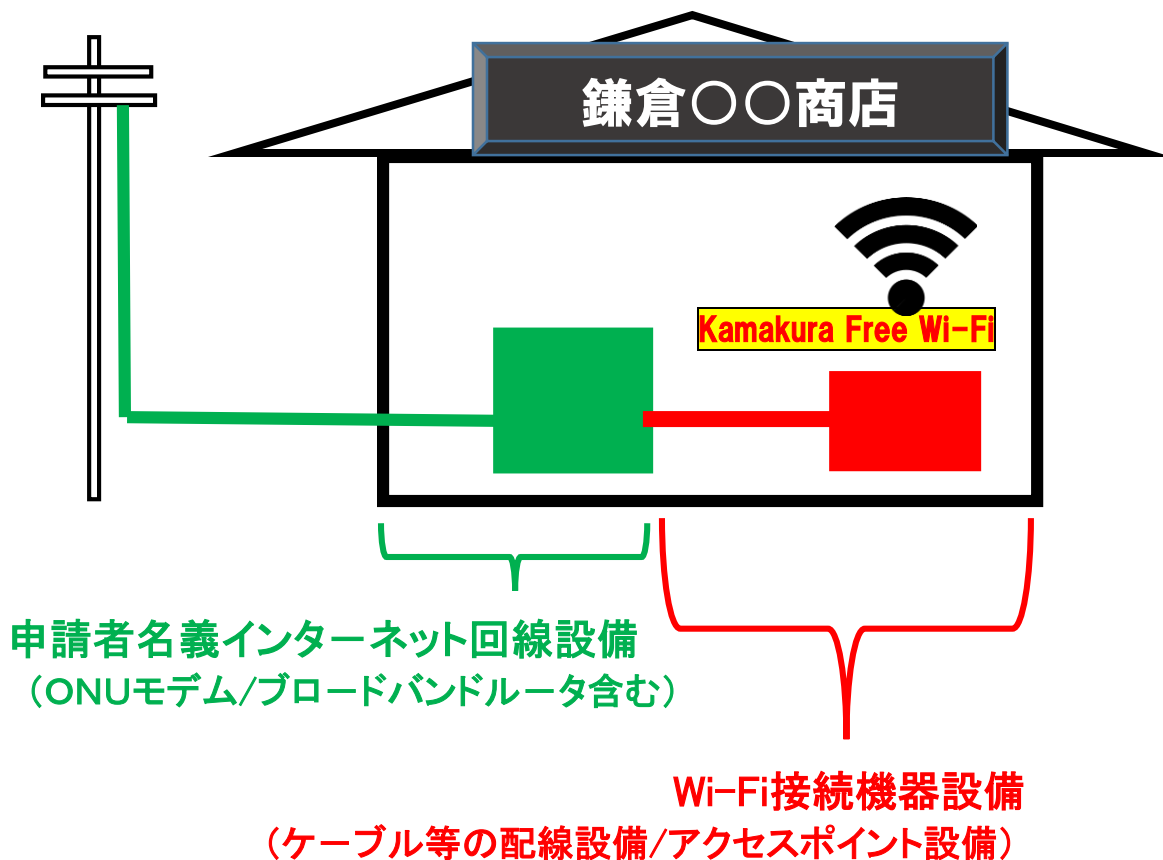 鎌倉○○商店
Kamakura Free Wi-Fi
申請者名義インターネット回線設備
（ＯＮＵモデム/ブロードバンドルータ含む）
Wi-Fi接続機器設備
（ケーブル等の配線設備/アクセスポイント設備）